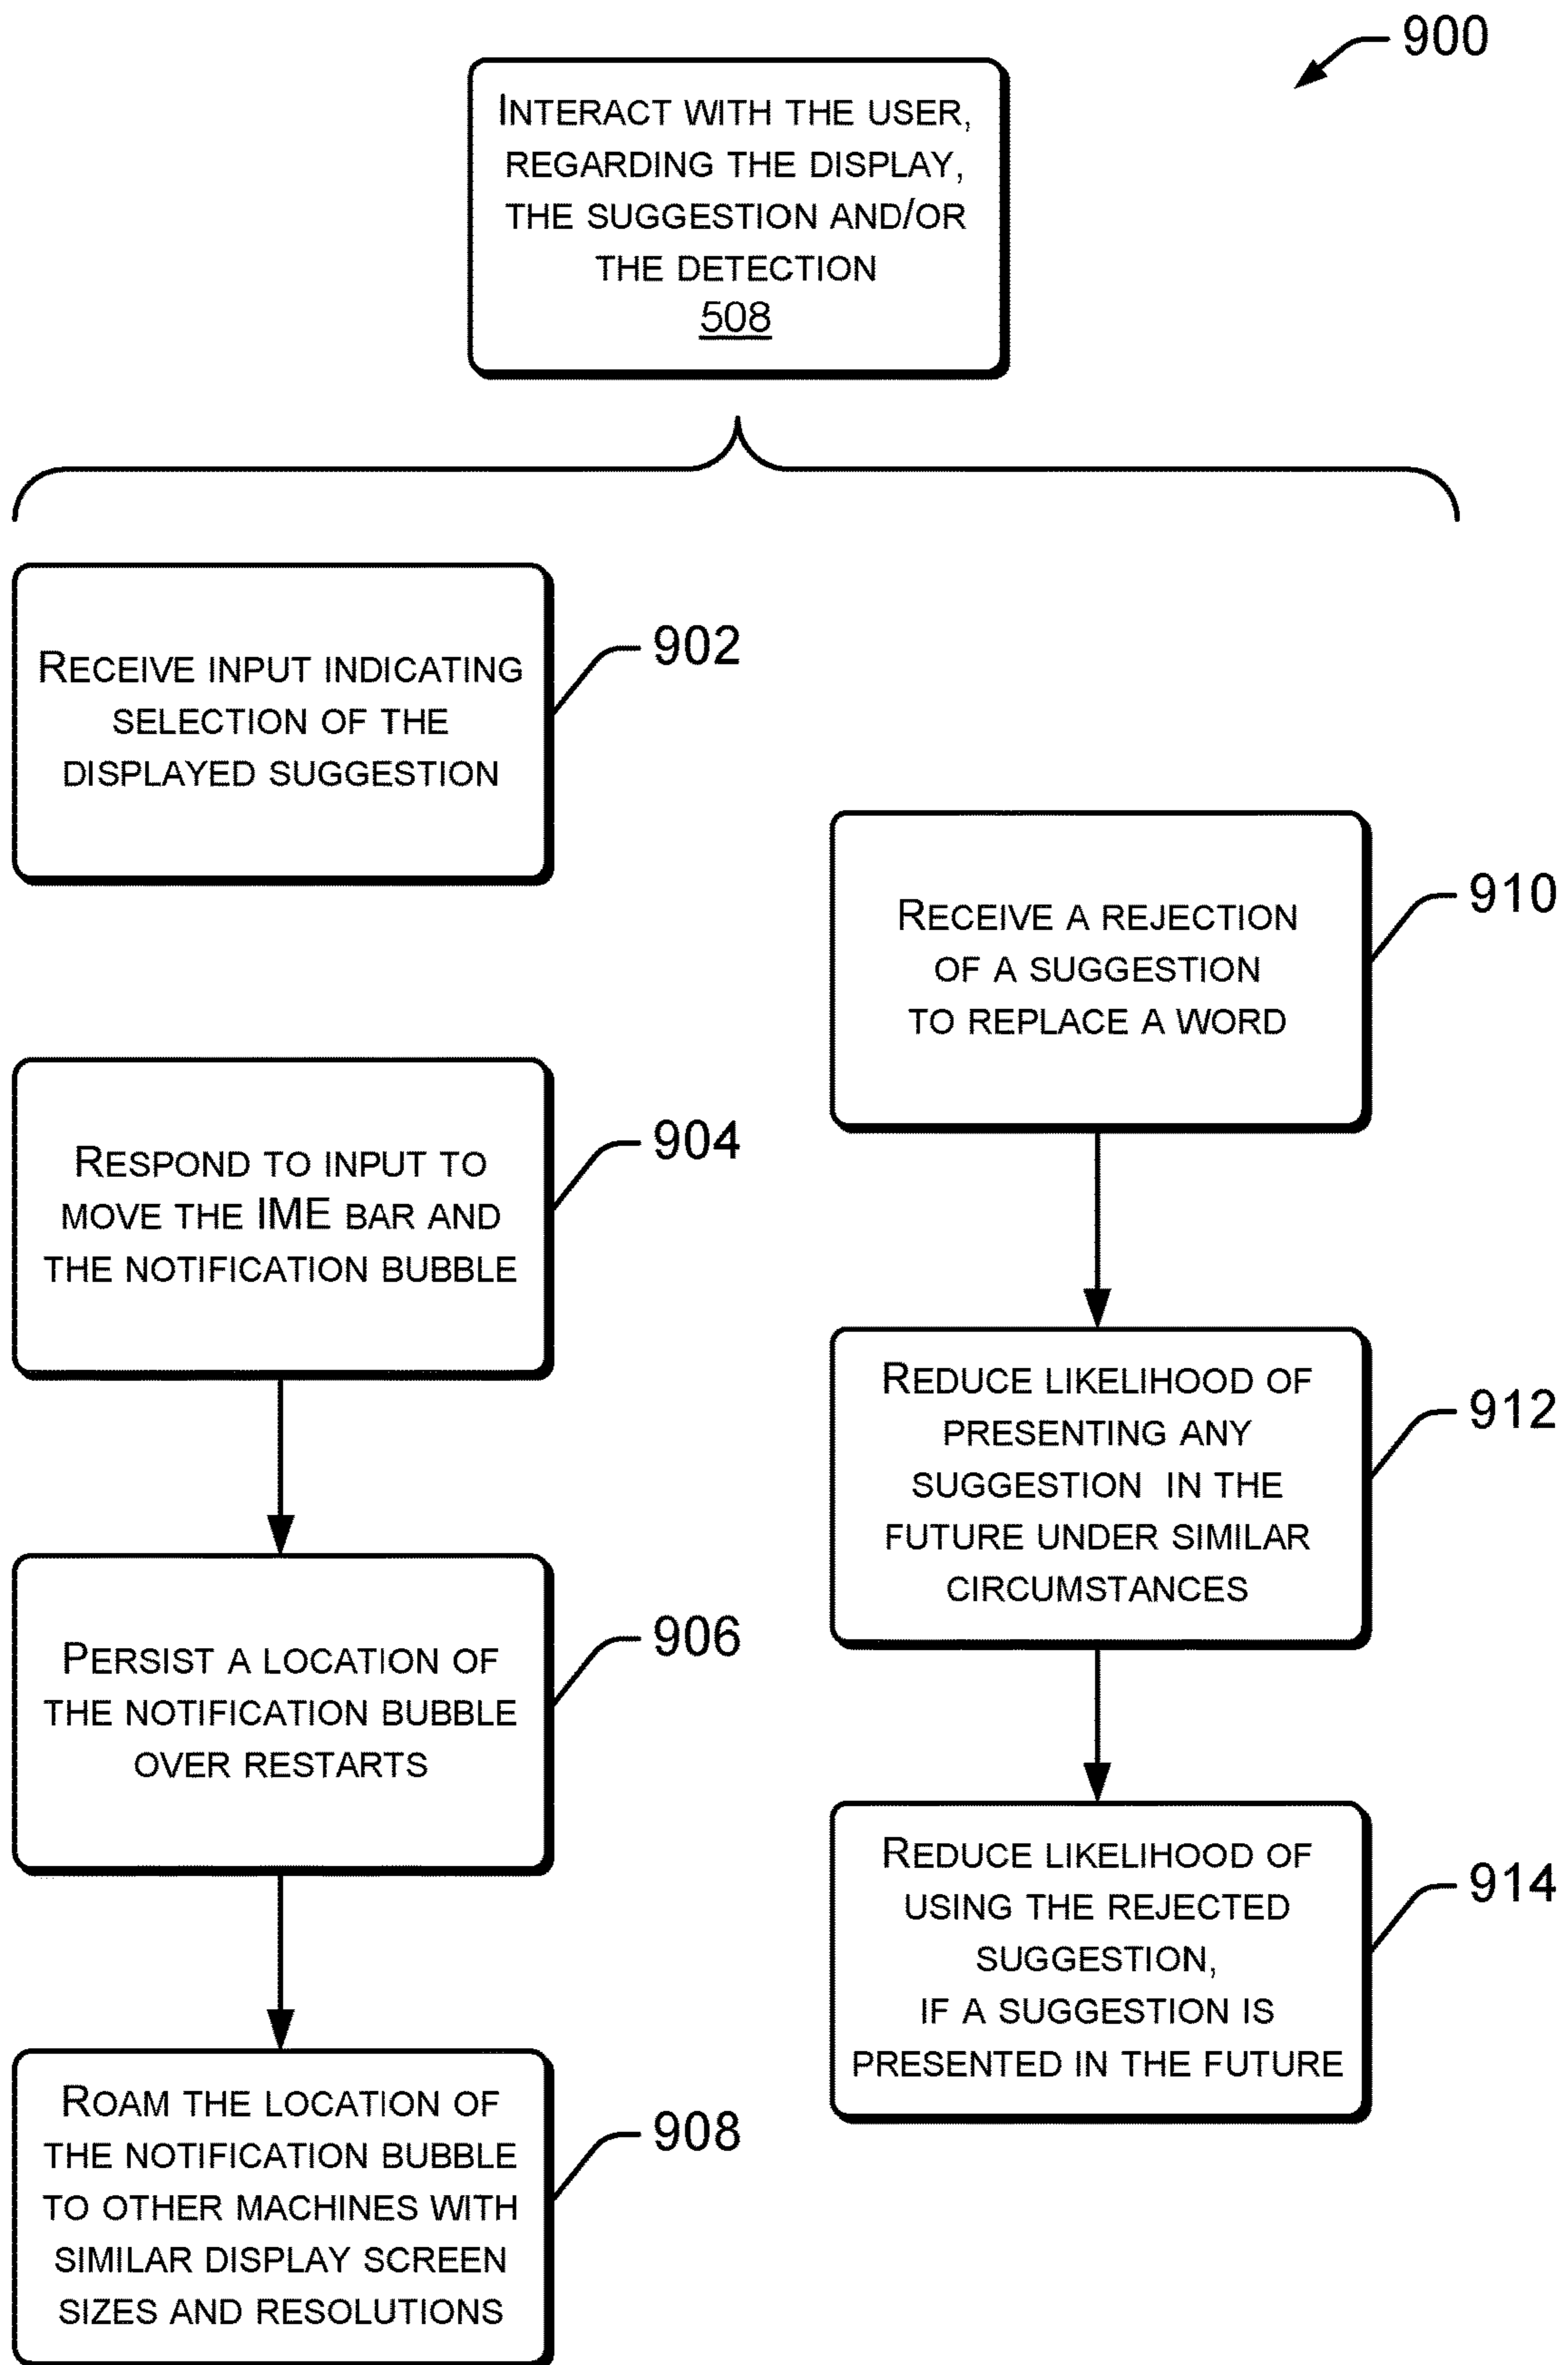 900
INTERACT WITH THE USER,
REGARDING THE DISPLAY,
THE SUGGESTION AND/OR
THE DETECTION
508
RECEIVE INPUT INDICATING
SELECTION OF THE
DISPLAYED SUGGESTION
902
RESPOND TO INPUT TO
MOVE THE IME BAR AND
THE NOTIFICATION BUBBLE
904
PERSIST A LOCATION OF
THE NOTIFICATION BUBBLE
OVER RESTARTS
906
ROAM THE LOCATION OF
THE NOTIFICATION BUBBLE
TO OTHER MACHINES WITH
SIMILAR DISPLAY SCREEN
SIZES AND RESOLUTIONS
908
RECEIVE A REJECTION
OF A SUGGESTION
TO REPLACE A WORD
910
REDUCE LIKELIHOOD OF
PRESENTING ANY
SUGGESTION IN THE
FUTURE UNDER SIMILAR
CIRCUMSTANCES
912
REDUCE LIKELIHOOD OF
USING THE REJECTED
SUGGESTION,
IF A SUGGESTION IS
PRESENTED IN THE FUTURE
914